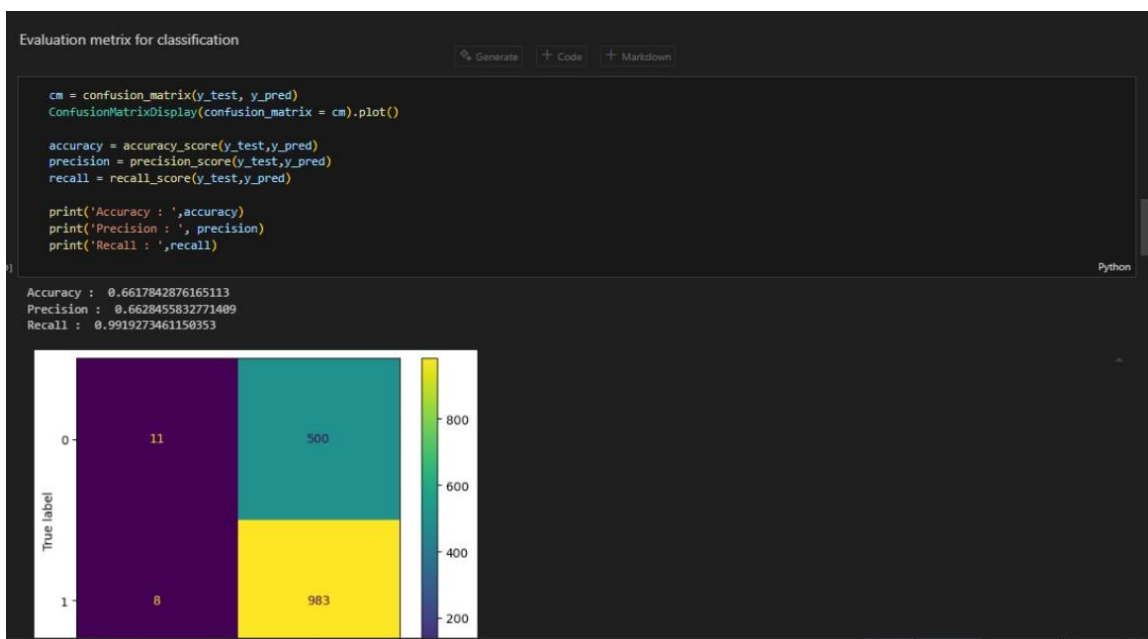 Evaluation metrix for classification
Generate + Code + Markdown
cm = confusion_matrix(y_test, y_pred)
ConfusionMatrixDisplay(confusion_matrix = cm).plot()
accuracy = accuracy_score(y_test,y_pred)
precision = precision_score(y_test,y_pred)
recall = recall_score(y_test,y_pred)
print('Accuracy : ',accuracy)
print('Precision : ', precision)
print('Recall : ',recall)
Python
Accuracy :  0.6617842876165113
Precision :  0.6628455832771409
Recall :  0.9919273461150353
800
0 11 500
600
True label
400
1 8 983
200